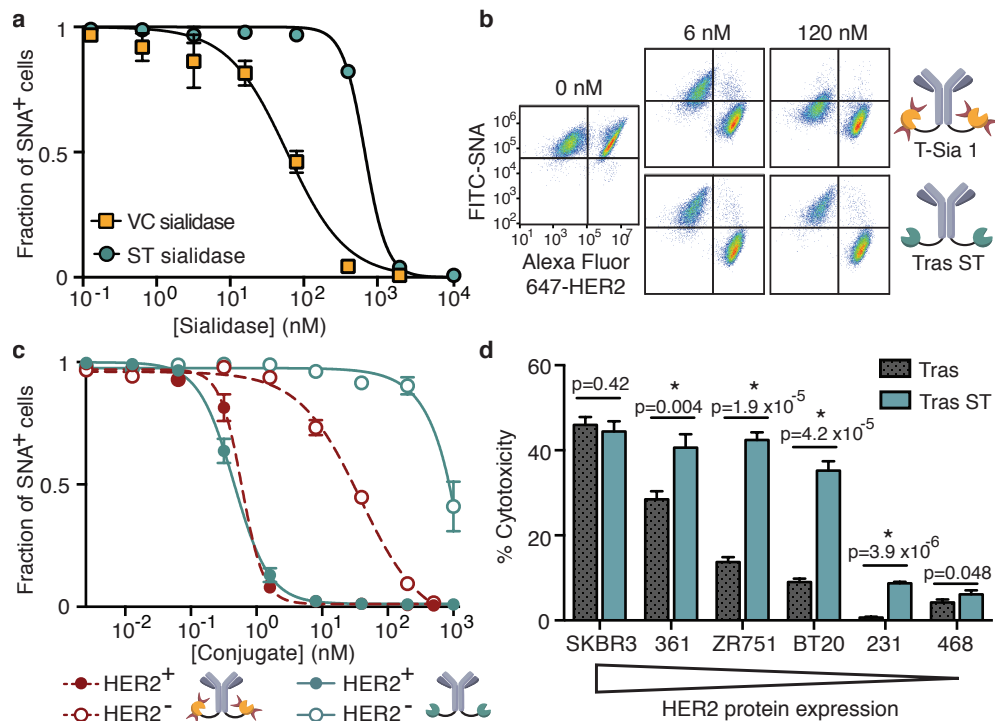 a
Fraction of SNA⁺ cells
1
0.5
0
VC sialidase
ST sialidase
10⁻¹ 10⁰ 10¹ 10² 10³ 10⁴
[Sialidase] (nM)
b
0 nM
6 nM
120 nM
FITC-SNA
10⁶
10⁵
10⁴
10³
10²
10¹ 10³ 10⁵ 10⁷
Alexa Fluor
647-HER2
T-Sia 1
Tras ST
c
Fraction of SNA⁺ cells
1
0.5
0
10⁻² 10⁻¹ 10⁰ 10¹ 10² 10³
[Conjugate] (nM)
HER2⁺
HER2⁻
HER2⁺
HER2⁻
d
% Cytotoxicity
60
40
20
0
Tras
Tras ST
p=0.42
*
p=0.004
*
p=1.9 x10⁻⁵
*
p=4.2 x10⁻⁵
*
p=3.9 x10⁻⁶
p=0.048
SKBR3 361 ZR751 BT20 231 468
HER2 protein expression